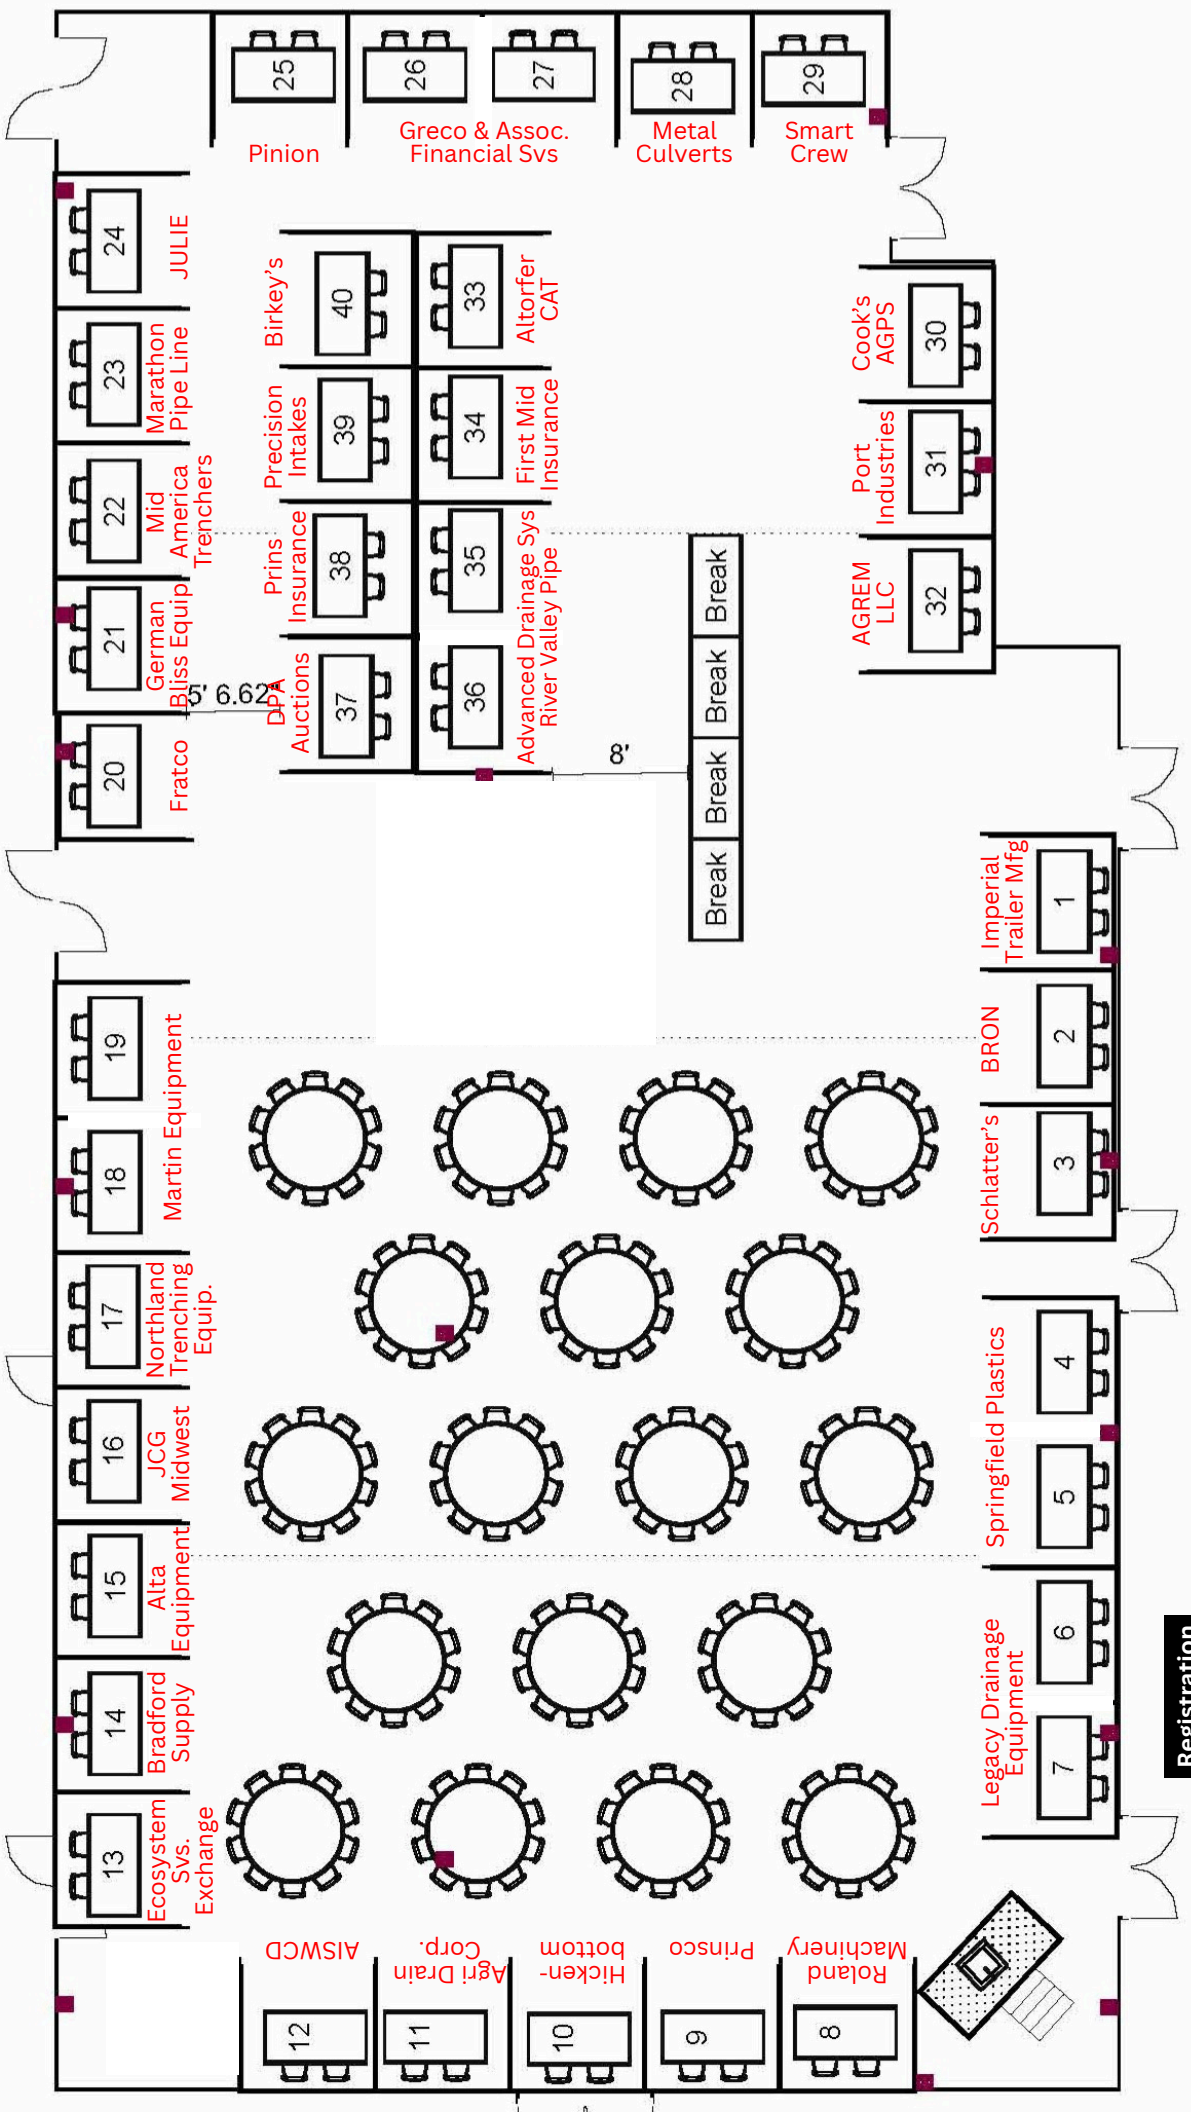 25
26
27
28
29
Pinion
Greco & Assoc.
Financial Svs
Metal
Culverts
Smart
Crew
24
JULIE
23
Marathon
Pipe Line
22
Mid
America
Trenchers
21
German
Bliss Equip
20
Fratco
5' 6.62"
40
Birkey's
39
Precision
Intakes
38
Prins
Insurance
37
DPA
Auctions
33
Altorfer
CAT
34
First Mid
Insurance
35
36
Advanced Drainage Sys
River Valley Pipe
8'
Break
Break
Break
Break
30
Cook's
AGPS
31
Port
Industries
32
AGREM
LLC
1
Imperial
Trailer Mfg
2
BRON
3
Schlatter's
4
5
Springfield Plastics
6
7
Legacy Drainage
Equipment
Registration
19
18
Martin Equipment
17
Northland
Trenching
Equip.
16
JCG
Midwest
15
Alta
Equipment
14
Bradford
Supply
13
Ecosystem
Svs.
Exchange
12
AISWCD
11
Agri Drain
Corp.
10
Hicken-
bottom
9
Prinsco
8
Roland
Machinery